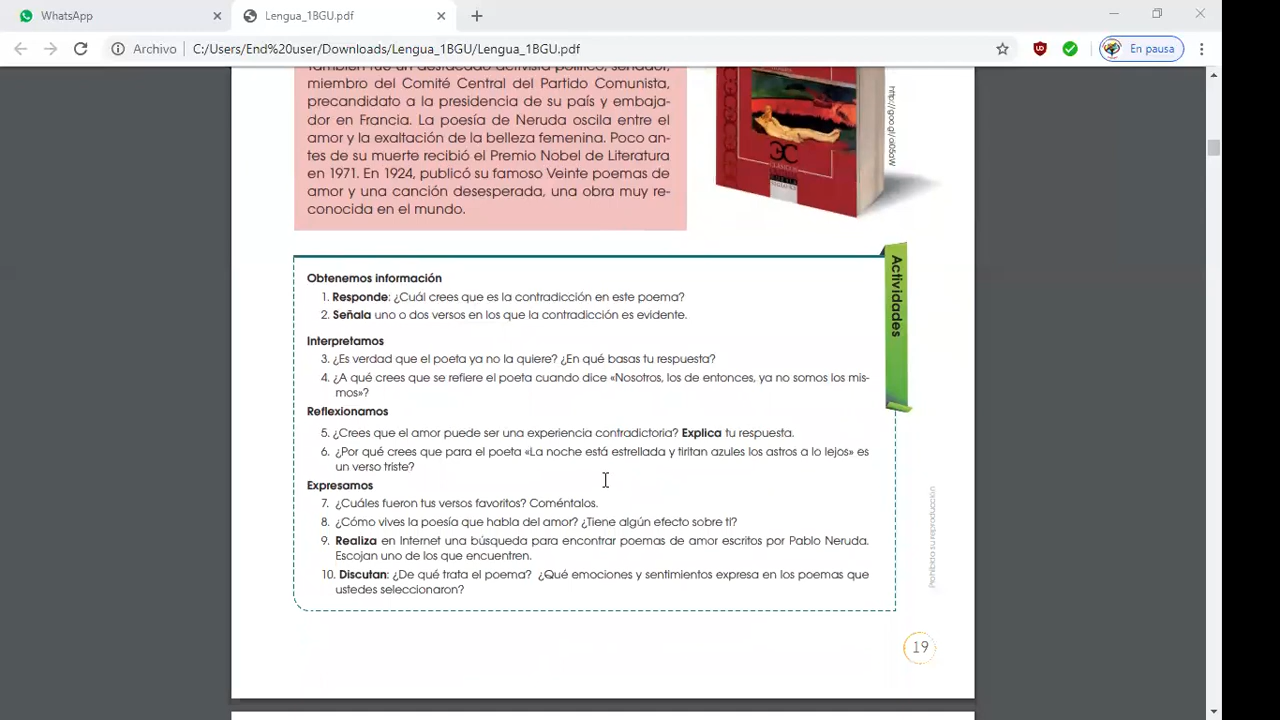 WhatsApp
Lengua_1BGU.pdf
Archivo
C:/Users/End%20user/Downloads/Lengua_1BGU/Lengua_1BGU.pdf
En pausa
También fue un destacado activista político, senador,
miembro del Comité Central del Partido Comunista,
precandidato a la presidencia de su país y embaja-
dor en Francia. La poesía de Neruda oscila entre el
amor y la exaltación de la belleza femenina. Poco an-
tes de su muerte recibió el Premio Nobel de Literatura
en 1971. En 1924, publicó su famoso Veinte poemas de
amor y una canción desesperada, una obra muy re-
conocida en el mundo.
Actividades
Obtenemos información
1. Responde: ¿Cuál crees que es la contradicción en este poema?
2. Señala uno o dos versos en los que la contradicción es evidente.
Interpretamos
3. ¿Es verdad que el poeta ya no la quiere? ¿En qué basas tu respuesta?
4. ¿A qué crees que se refiere el poeta cuando dice «Nosotros, los de entonces, ya no somos los mis-
mos»?
Reflexionamos
5. ¿Crees que el amor puede ser una experiencia contradictoria? Explica tu respuesta.
6. ¿Por qué crees que para el poeta «La noche está estrellada y tiritan azules los astros a lo lejos» es
un verso triste?
Expresamos
7. ¿Cuáles fueron tus versos favoritos? Coméntalos.
8. ¿Cómo vives la poesía que habla del amor? ¿Tiene algún efecto sobre ti?
9. Realiza en Internet una búsqueda para encontrar poemas de amor escritos por Pablo Neruda.
Escojan uno de los que encuentren.
10. Discutan: ¿De qué trata el poema? ¿Qué emociones y sentimientos expresa en los poemas que
ustedes seleccionaron?
Prohibida su reproducción
19